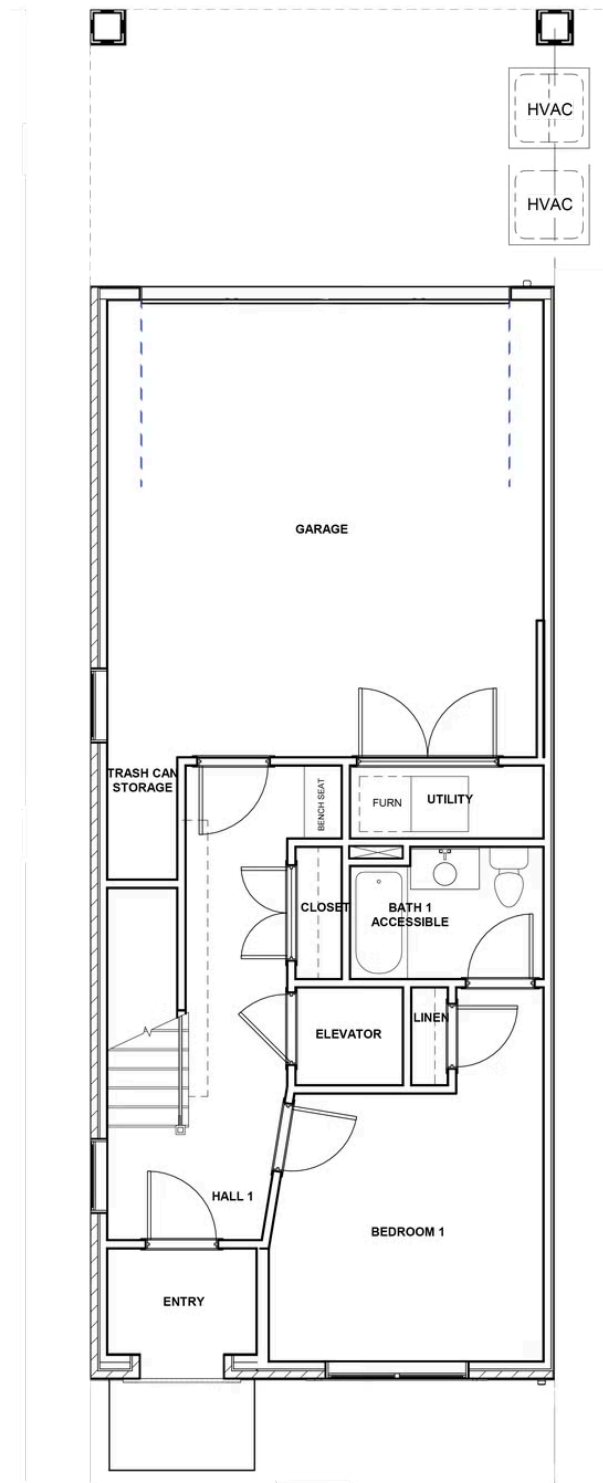 HVAC
HVAC
GARAGE
TRASH CAN
STORAGE
BENCH SEAT
FURN
UTILITY
CLOSET
BATH 1
ACCESSIBLE
ELEVATOR
LINEN
HALL 1
BEDROOM 1
ENTRY